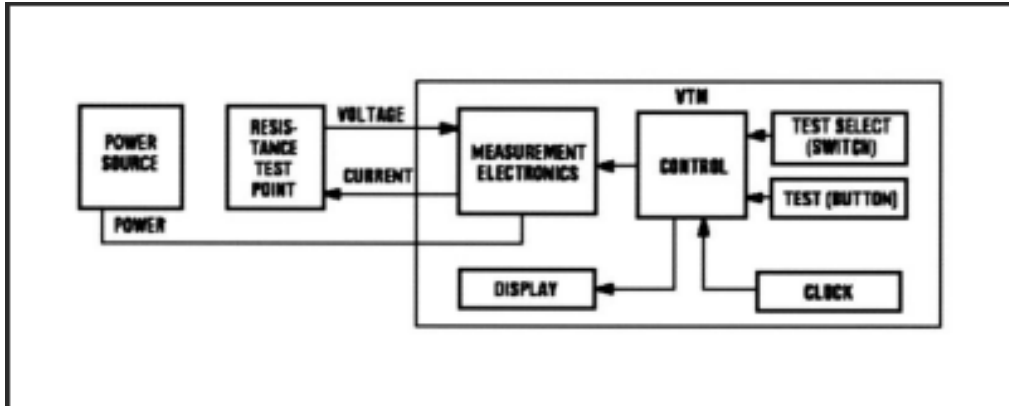 VTM
POWER
SOURCE
RESIS-
TANCE
TEST
POINT
VOLTAGE
CURRENT
MEASUREMENT
ELECTRONICS
CONTROL
TEST SELECT
(SWITCH)
TEST (BUTTON)
POWER
DISPLAY
CLOCK